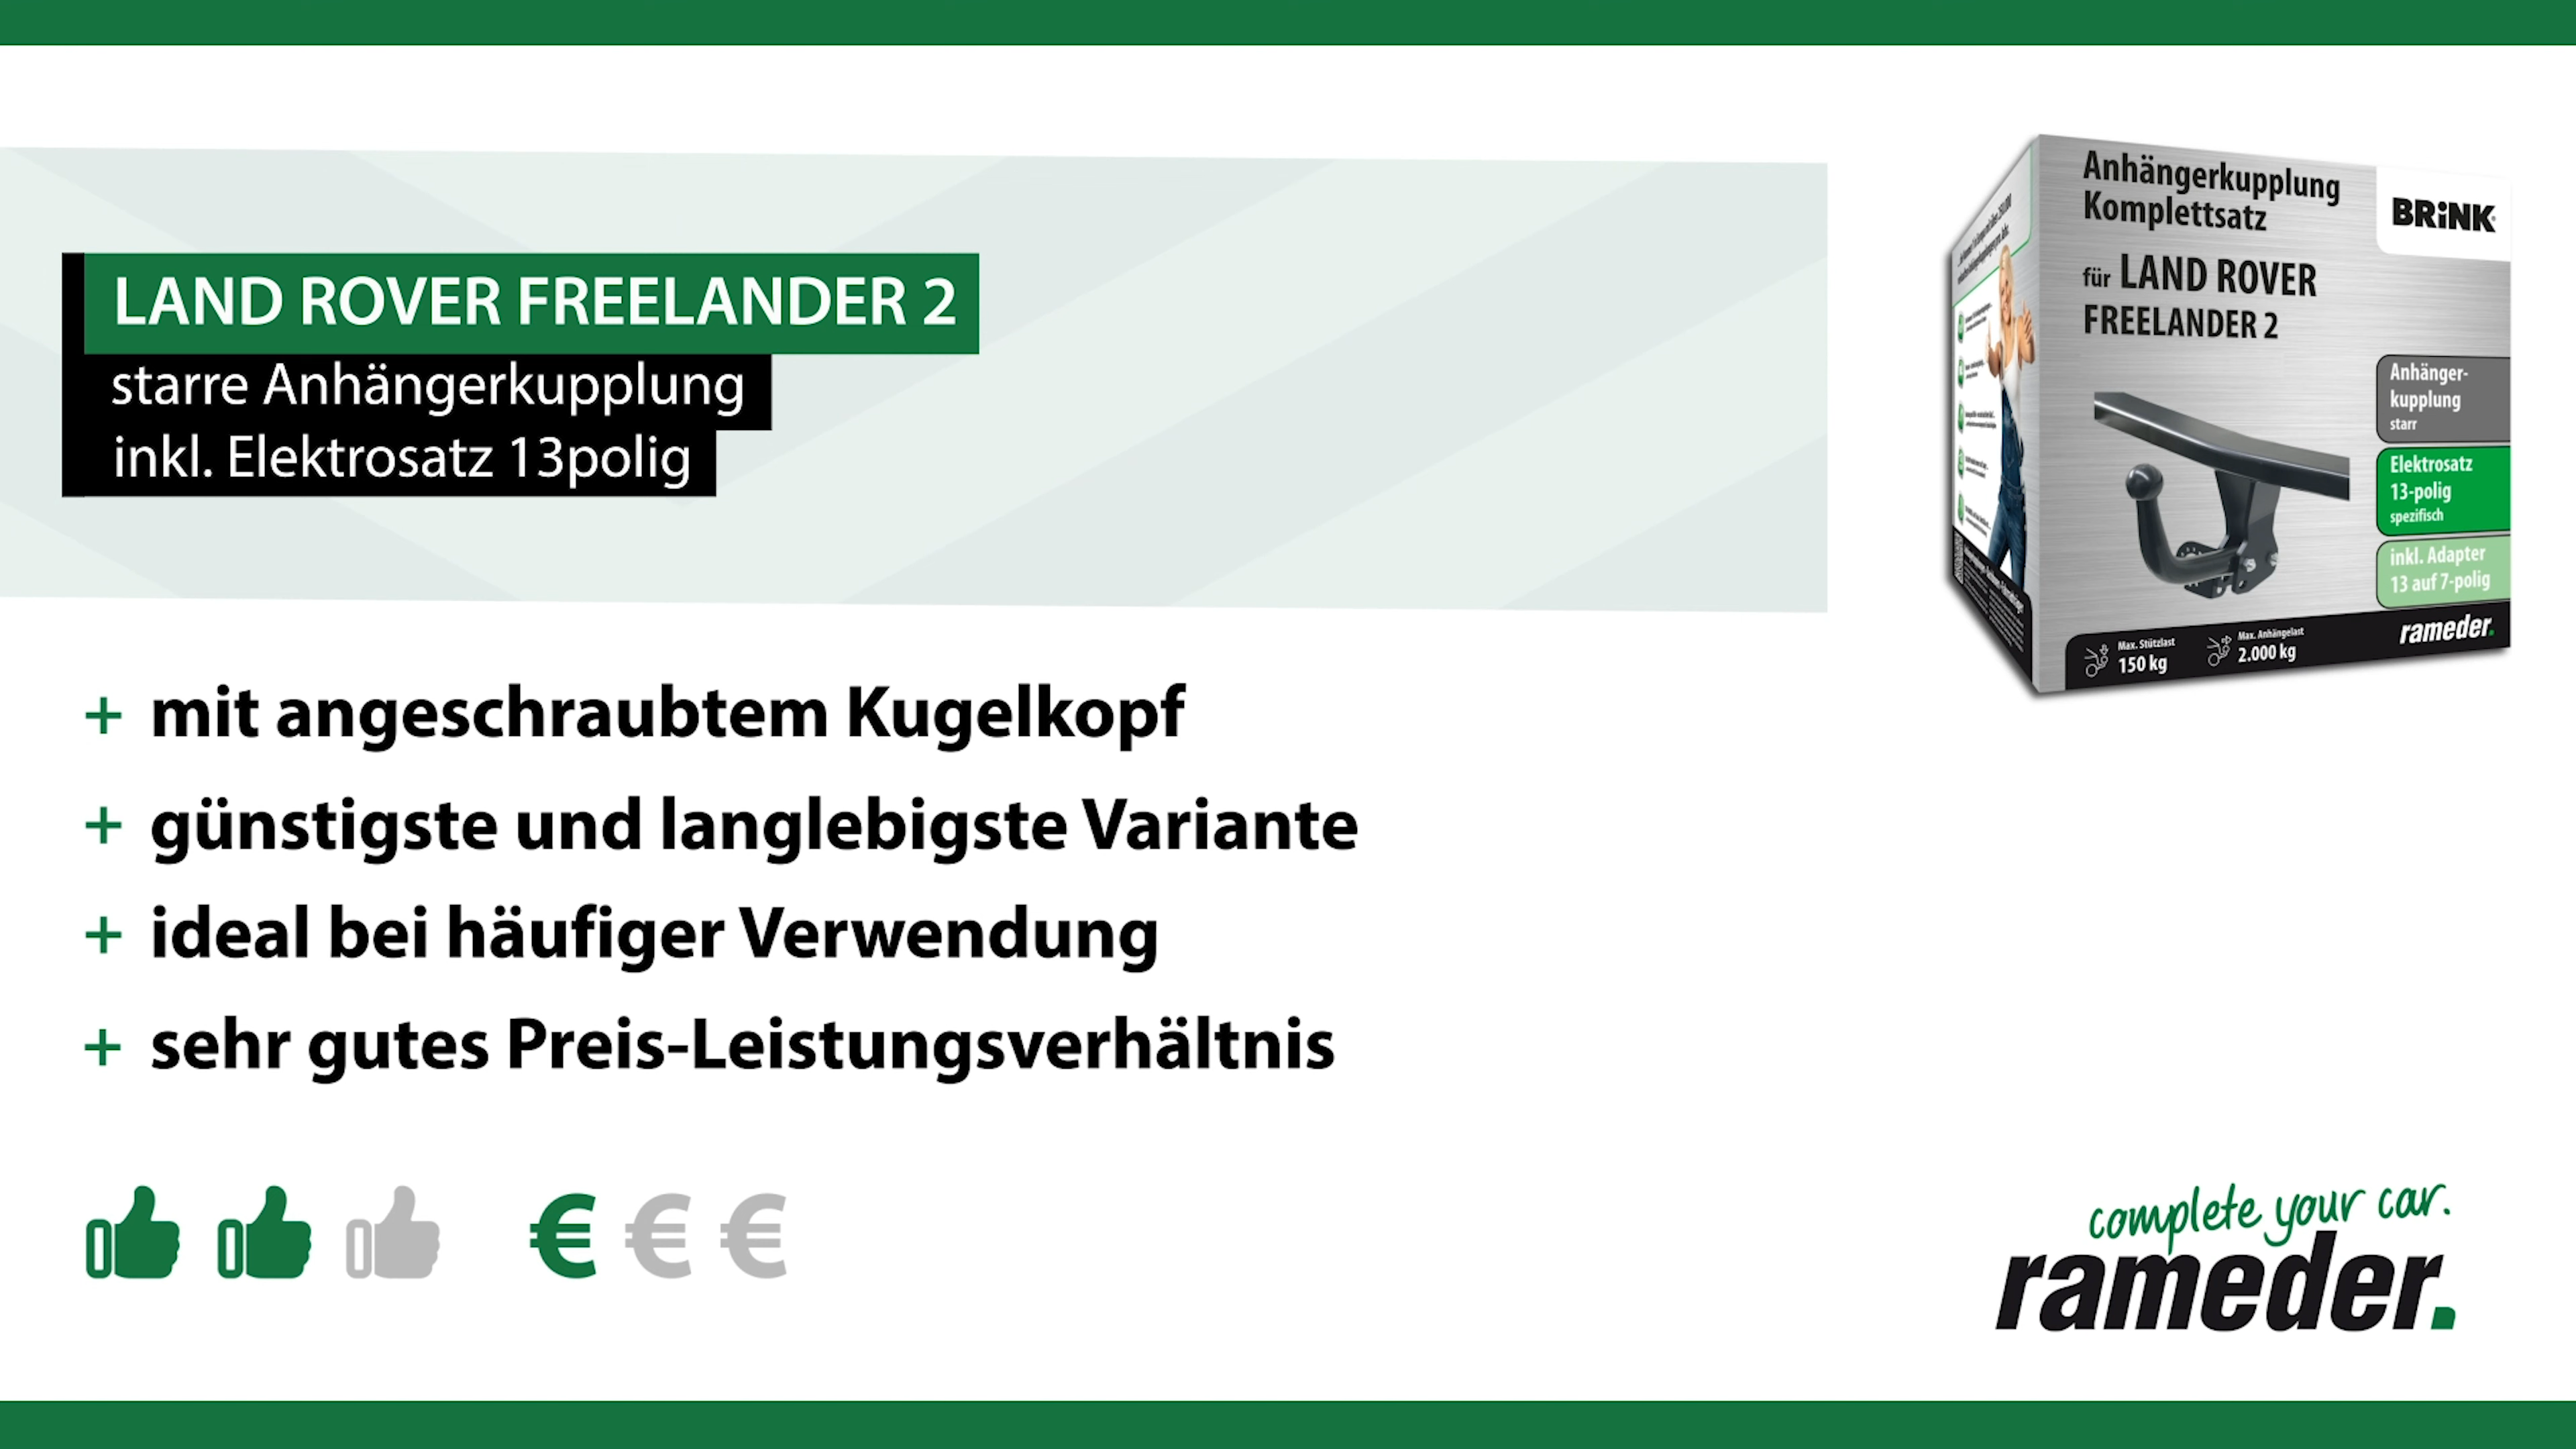 LAND ROVER FREELANDER 2
starre Anhängerkupplung
inkl. Elektrosatz 13polig
Anhängerkupplung
Komplettsatz
BRiNK
für LAND ROVER
FREELANDER 2
Anhänger-
kupplung
starr
Elektrosatz
13-polig
spezifisch
inkl. Adapter
13 auf 7-polig
Max. Stützlast
150 kg
Max. Anhängelast
2.000 kg
rameder.
+ mit angeschraubtem Kugelkopf
+ günstigste und langlebigste Variante
+ ideal bei häufiger Verwendung
+ sehr gutes Preis-Leistungsverhältnis
€ € €
complete your car.
rameder.